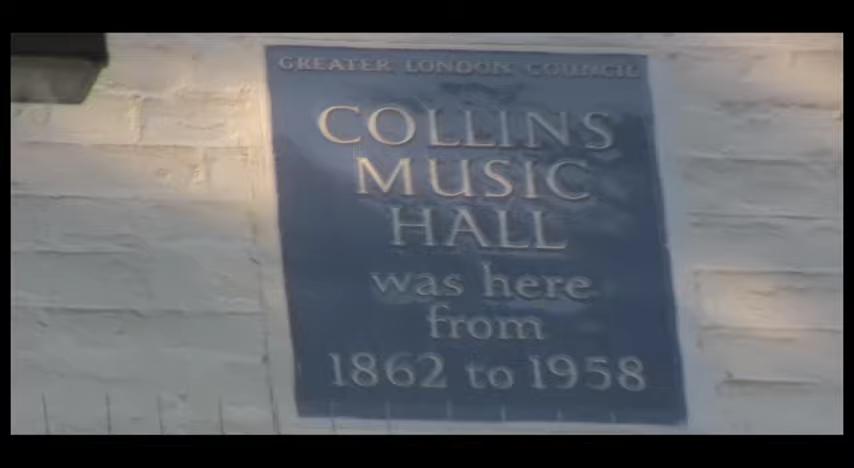 GREATER LONDON COUNCIL
COLLINS
MUSIC
HALL
was here
from
1862 to 1958